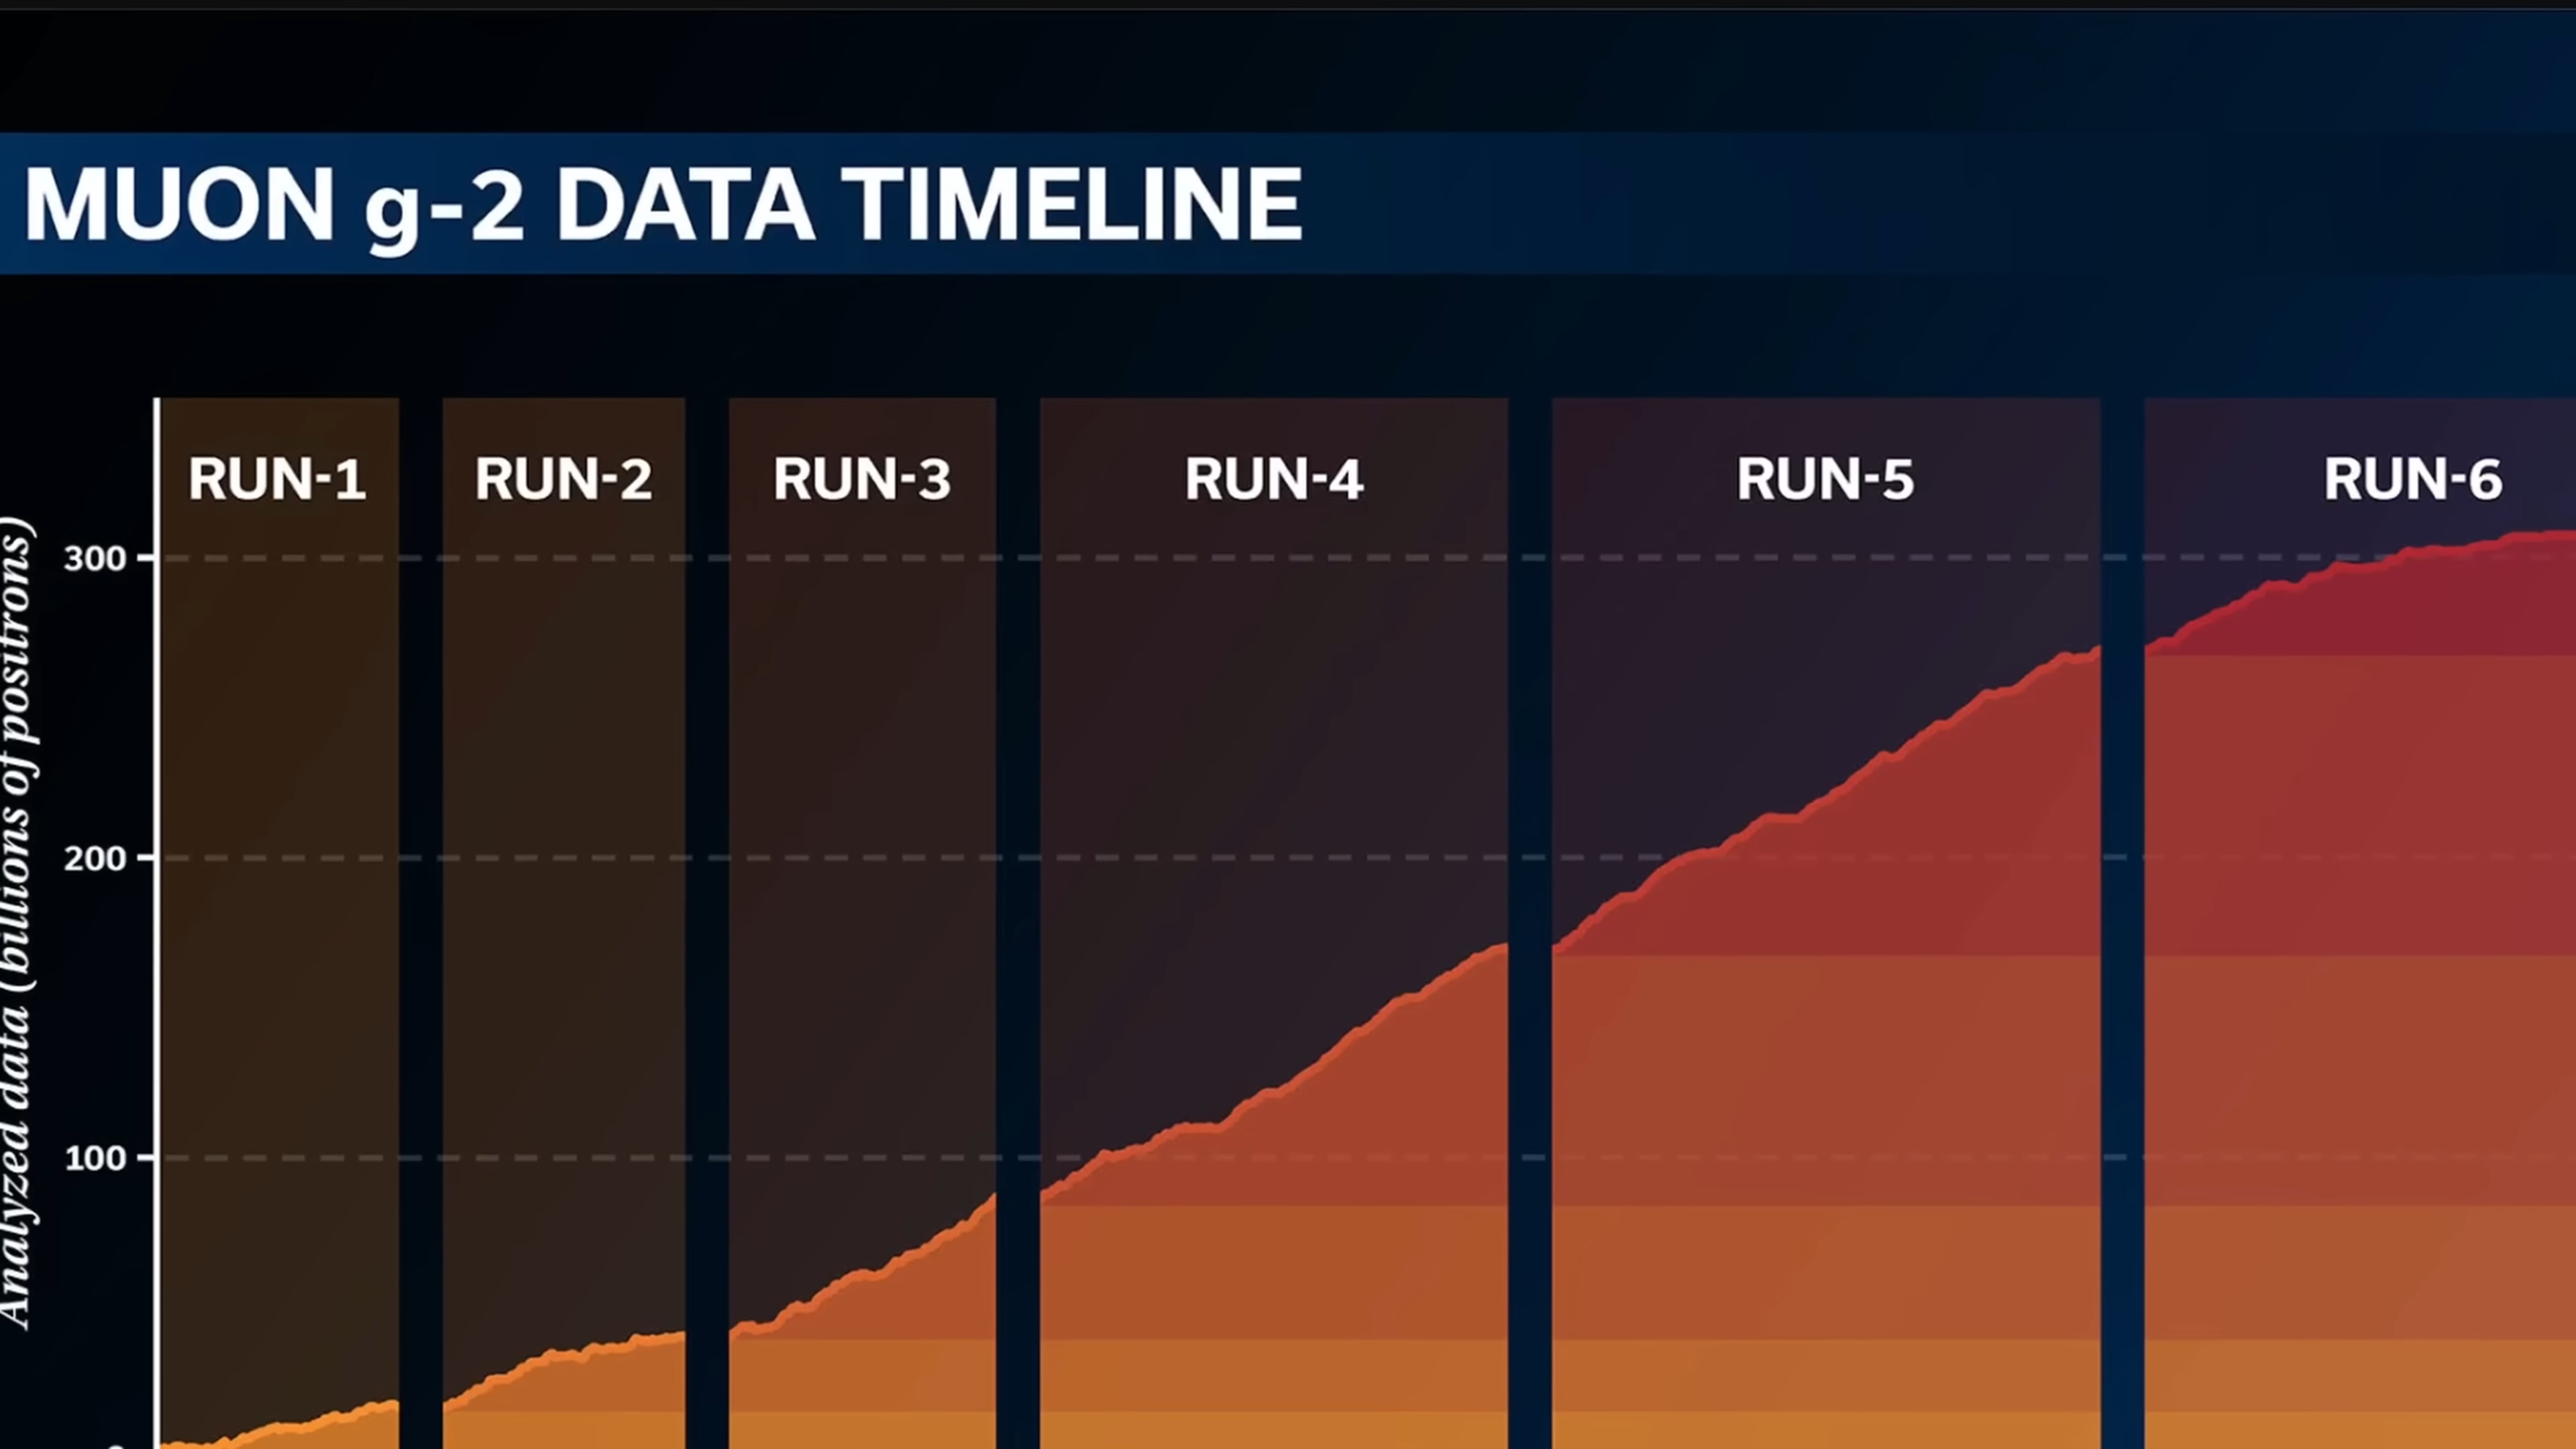 MUON g-2 DATA TIMELINE
RUN-1 RUN-2 RUN-3 RUN-4 RUN-5 RUN-6
Analyzed data (billions of positrons)
300
200
100